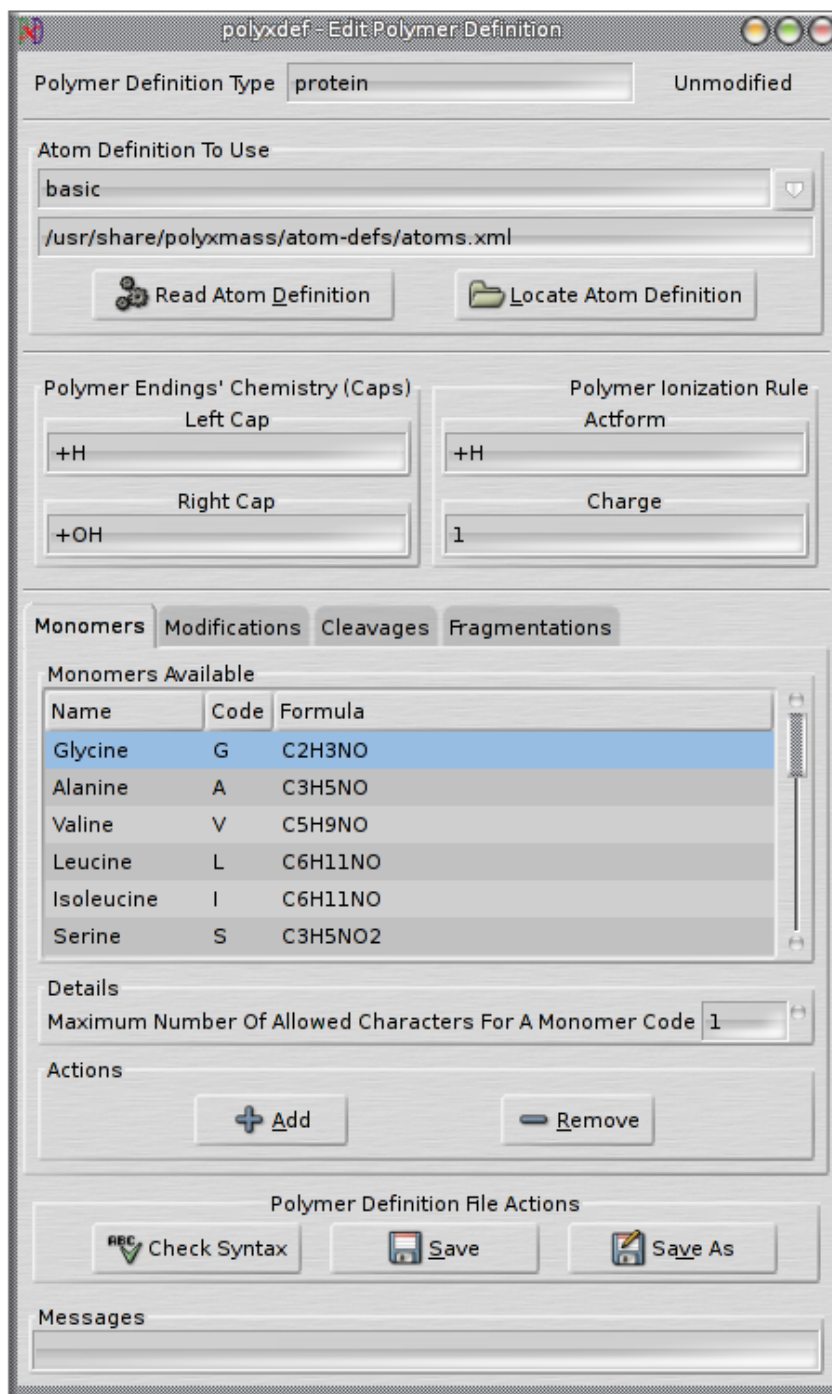 polyxdef - Edit Polymer Definition
Polymer Definition Type protein Unmodified
Atom Definition To Use
basic
/usr/share/polyxmass/atom-defs/atoms.xml
Read Atom Definition Locate Atom Definition
Polymer Endings' Chemistry (Caps)
Left Cap
+H
Right Cap
+OH
Polymer Ionization Rule
Actform
+H
Charge
1
Monomers Modifications Cleavages Fragmentations
Monomers Available
Name Code Formula
Glycine G C2H3NO
Alanine A C3H5NO
Valine V C5H9NO
Leucine L C6H11NO
Isoleucine I C6H11NO
Serine S C3H5NO2
Details
Maximum Number Of Allowed Characters For A Monomer Code 1
Actions
Add Remove
Polymer Definition File Actions
ABC Check Syntax Save Save As
Messages